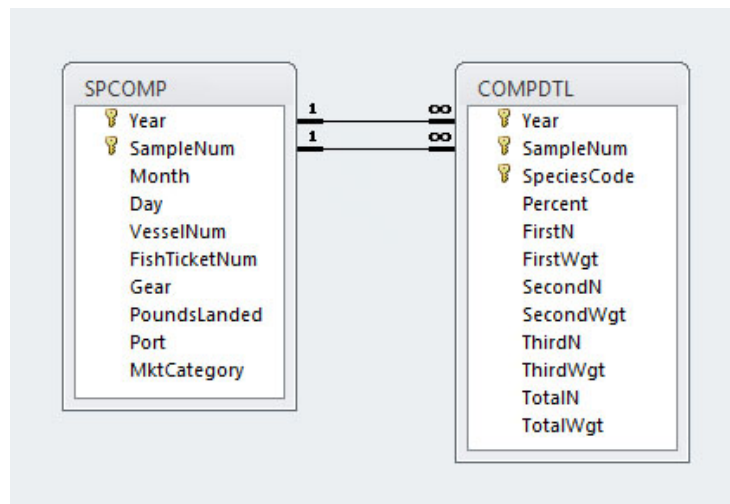 SPCOMP
Year
SampleNum
Month
Day
VesselNum
FishTicketNum
Gear
PoundsLanded
Port
MktCategory
1 ∞
1 ∞
COMPDTL
Year
SampleNum
SpeciesCode
Percent
FirstN
FirstWgt
SecondN
SecondWgt
ThirdN
ThirdWgt
TotalN
TotalWgt